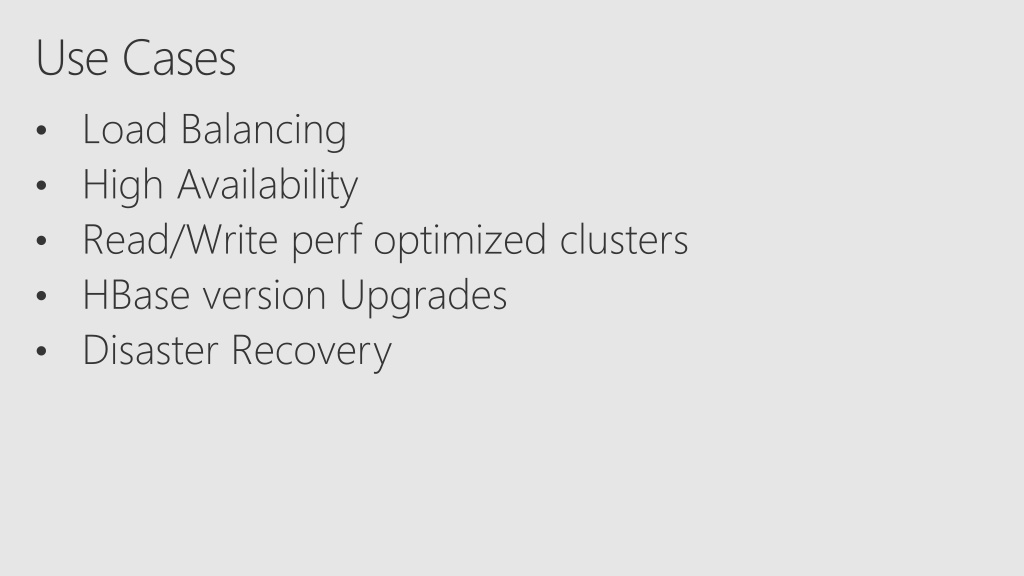 Use Cases
• Load Balancing
• High Availability
• Read/Write perf optimized clusters
• HBase version Upgrades
• Disaster Recovery